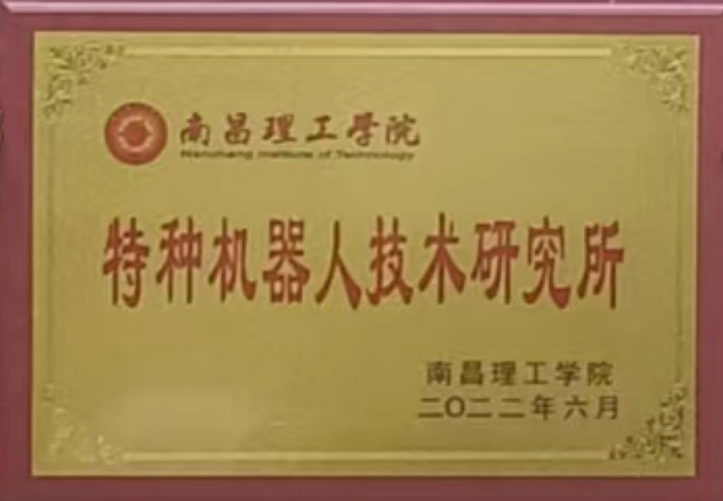 南昌理工学院
Nanchang Institute of Technology
特种机器人技术研究所
南昌理工学院
二〇二二年六月